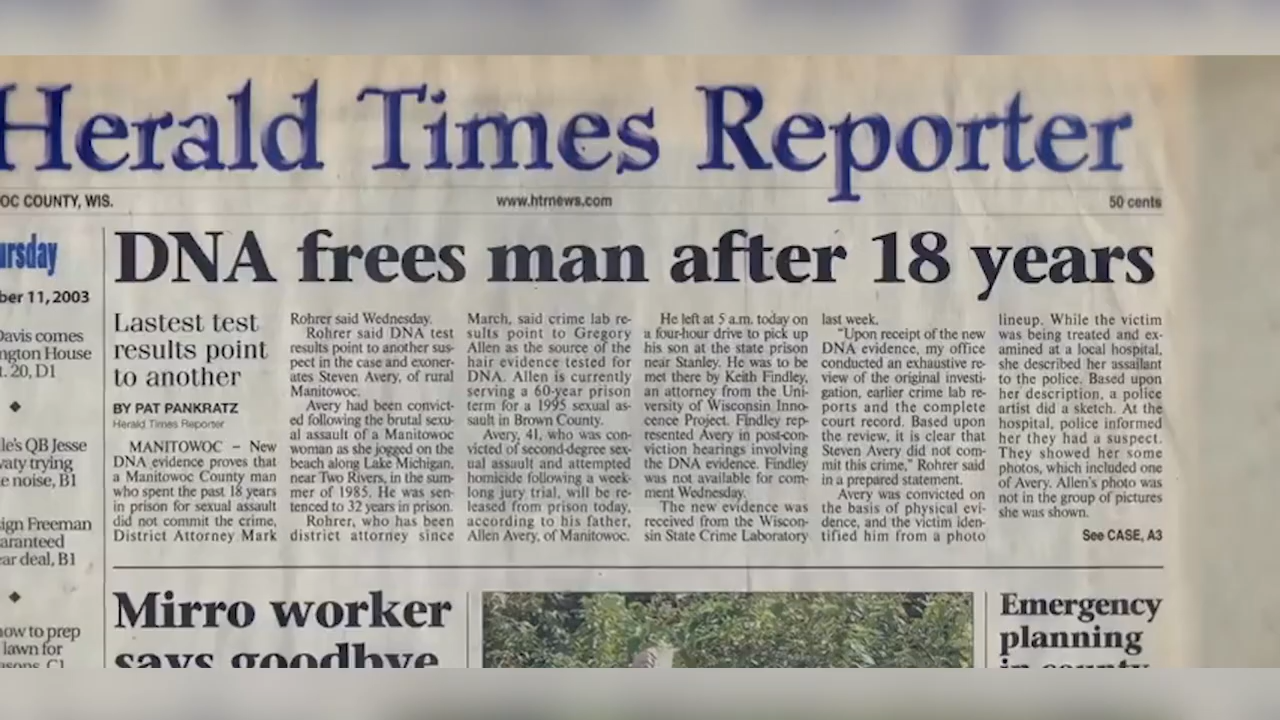 Herald Times Reporter
OC COUNTY, WIS.
www.htrnews.com
50 cents
ursday
ber 11, 2003
Davis comes
ngton House
t. 20, D1
le's QB Jesse
vaty trying
e noise, B1
ign Freeman
aranteed
ar deal, B1
now to prep
lawn for
DNA frees man after 18 years
Lastest test
results point
to another
BY PAT PANKRATZ
Herald Times Reporter
MANITOWOC – New
DNA evidence proves that
a Manitowoc County man
who spent the past 18 years
in prison for sexual assault
did not commit the crime,
District Attorney Mark
Rohrer said Wednesday.
Rohrer said DNA test
results point to another sus-
pect in the case and exoner-
ates Steven Avery, of rural
Manitowoc.
Avery had been convict-
ed following the brutal sexu-
al assault of a Manitowoc
woman as she jogged on the
beach along Lake Michigan,
near Two Rivers, in the sum-
mer of 1985. He was sen-
tenced to 32 years in prison.
Rohrer, who has been
district attorney since
March, said crime lab re-
sults point to Gregory
Allen as the source of the
hair evidence tested for
DNA. Allen is currently
serving a 60-year prison
term for a 1995 sexual as-
sault in Brown County.
Avery, 41, who was con-
victed of second-degree sex-
ual assault and attempted
homicide following a week-
long jury trial, will be re-
leased from prison today,
according to his father,
Allen Avery, of Manitowoc.
He left at 5 a.m. today on
a four-hour drive to pick up
his son at the state prison
near Stanley. He was to be
met there by Keith Findley,
an attorney from the Uni-
versity of Wisconsin Inno-
cence Project. Findley rep-
resented Avery in post-con-
viction hearings involving
the DNA evidence. Findley
was not available for com-
ment Wednesday.
The new evidence was
received from the Wiscon-
sin State Crime Laboratory
last week.
"Upon receipt of the new
DNA evidence, my office
conducted an exhaustive re-
view of the original investi-
gation, earlier crime lab re-
ports and the complete
court record. Based upon
the review, it is clear that
Steven Avery did not com-
mit this crime," Rohrer said
in a prepared statement.
Avery was convicted on
the basis of physical evi-
dence, and the victim iden-
tified him from a photo
lineup. While the victim
was being treated and ex-
amined at a local hospital,
she described her assailant
to the police. Based upon
her description, a police
artist did a sketch. At the
hospital, police informed
her they had a suspect.
They showed her some
photos, which included one
of Avery. Allen's photo was
not in the group of pictures
she was shown.
See CASE, A3
Mirro worker
says goodbye
Emergency
planning
in county